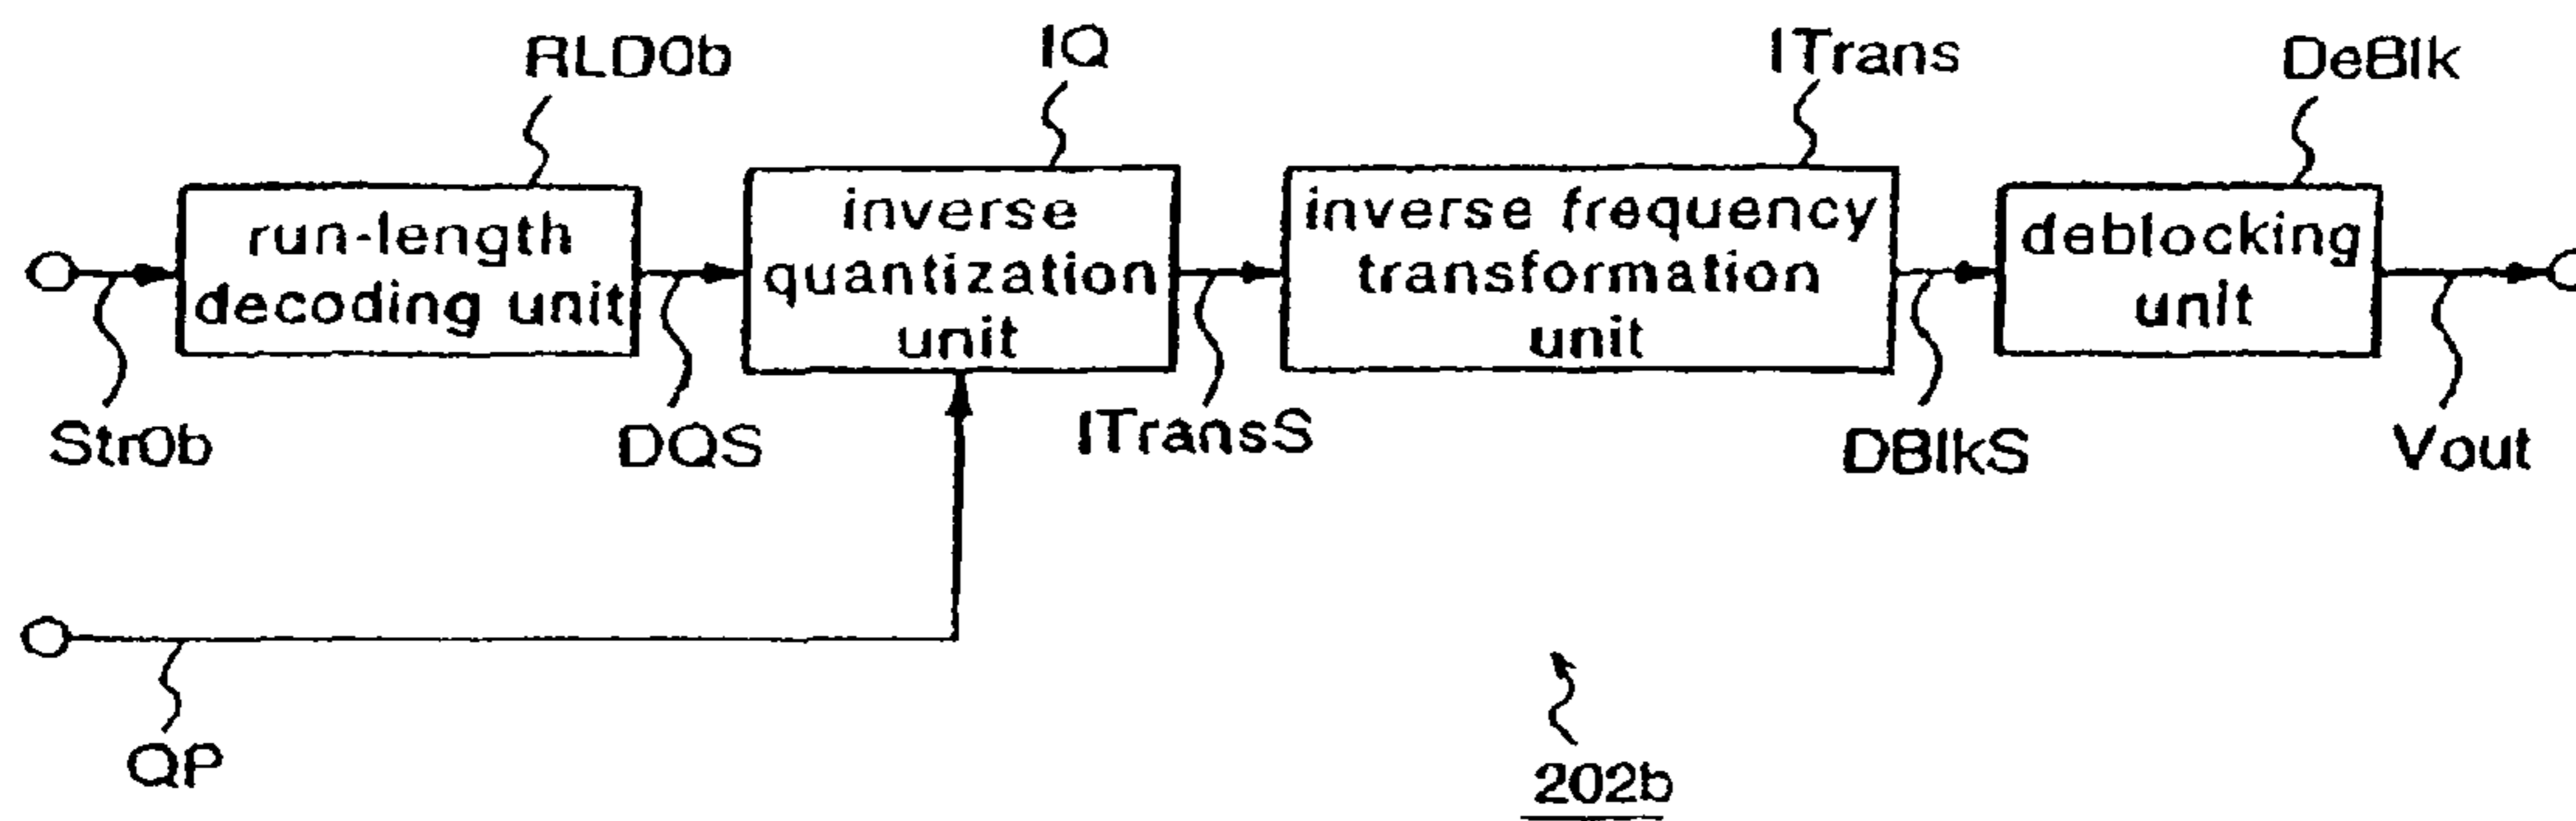 RLD0b
IQ
ITrans
DeBlk
run-length
decoding unit
inverse
quantization
unit
inverse frequency
transformation
unit
deblocking
unit
Str0b
DQS
ITransS
DBlkS
Vout
QP
202b